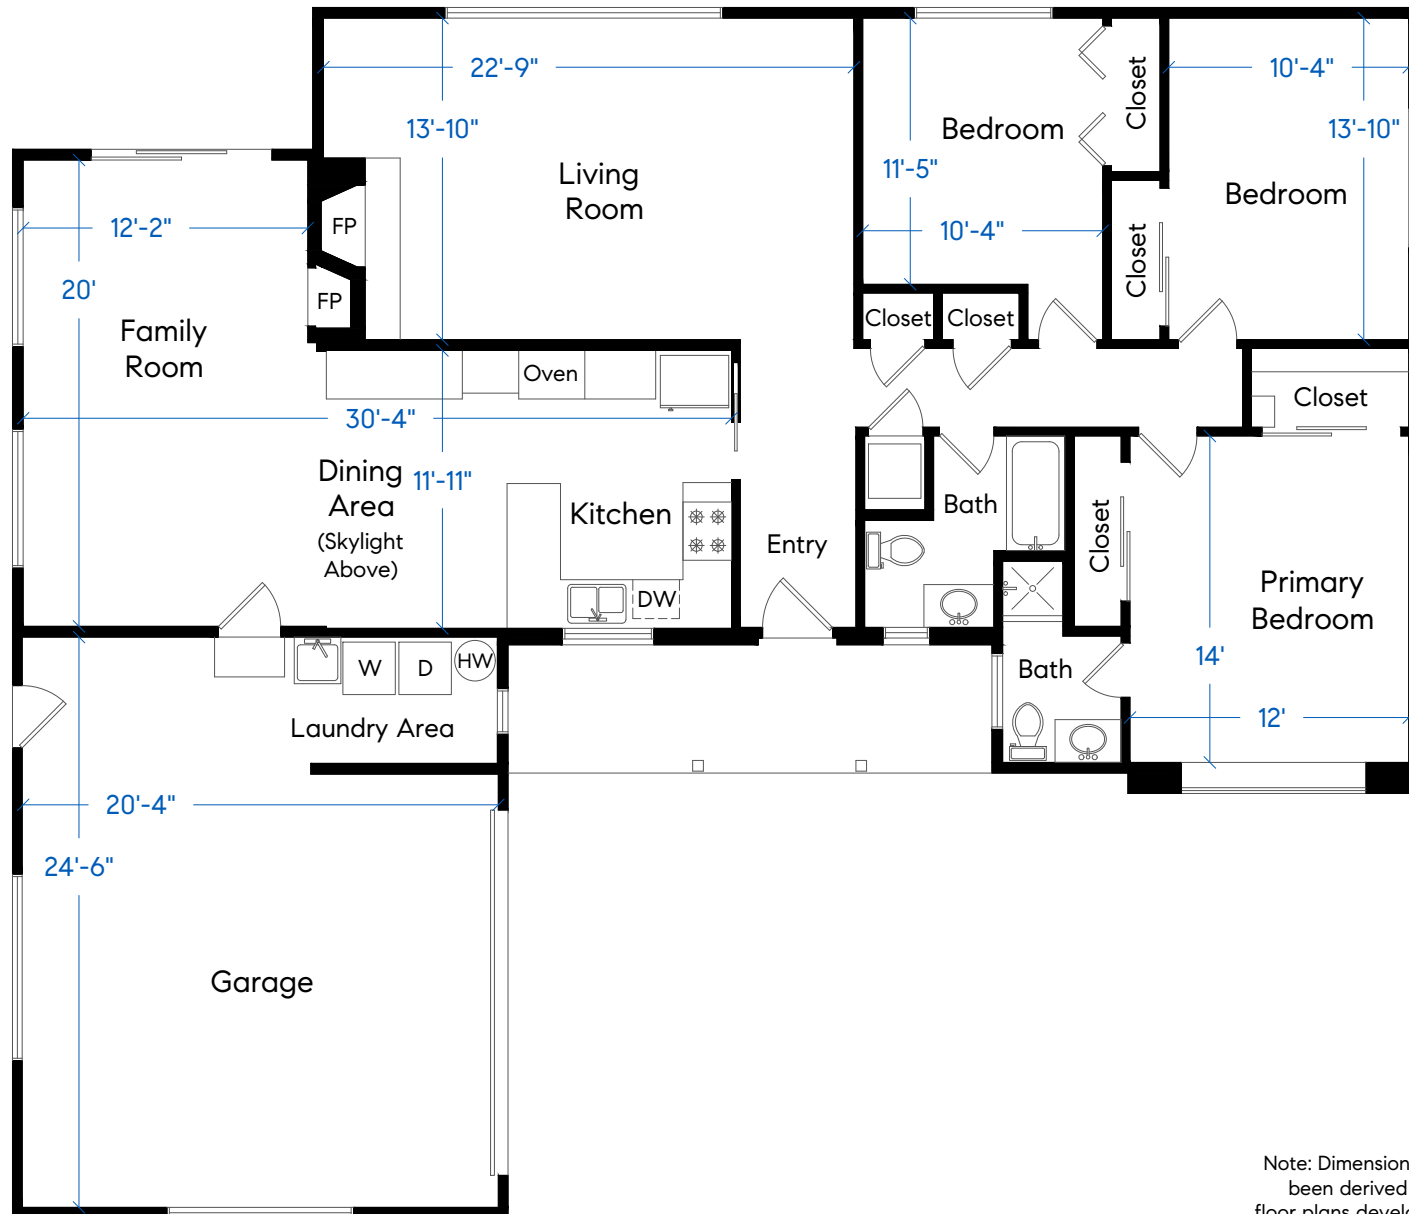 22'-9"
10'-4"
Closet
13'-10"
Bedroom
13'-10"
11'-5"
Living
Room
Bedroom
12'-2"
FP
10'-4"
Closet
20'
FP
Family
Room
Closet
Closet
Oven
Closet
30'-4"
Dining
Area
(Skylight
Above)
11'-11"
Kitchen
Bath
Closet
Entry
DW
Primary
Bedroom
W
D
HW
Bath
14'
Laundry Area
12'
20'-4"
24'-6"
Garage
Note: Dimension
been derived
floor plans develo